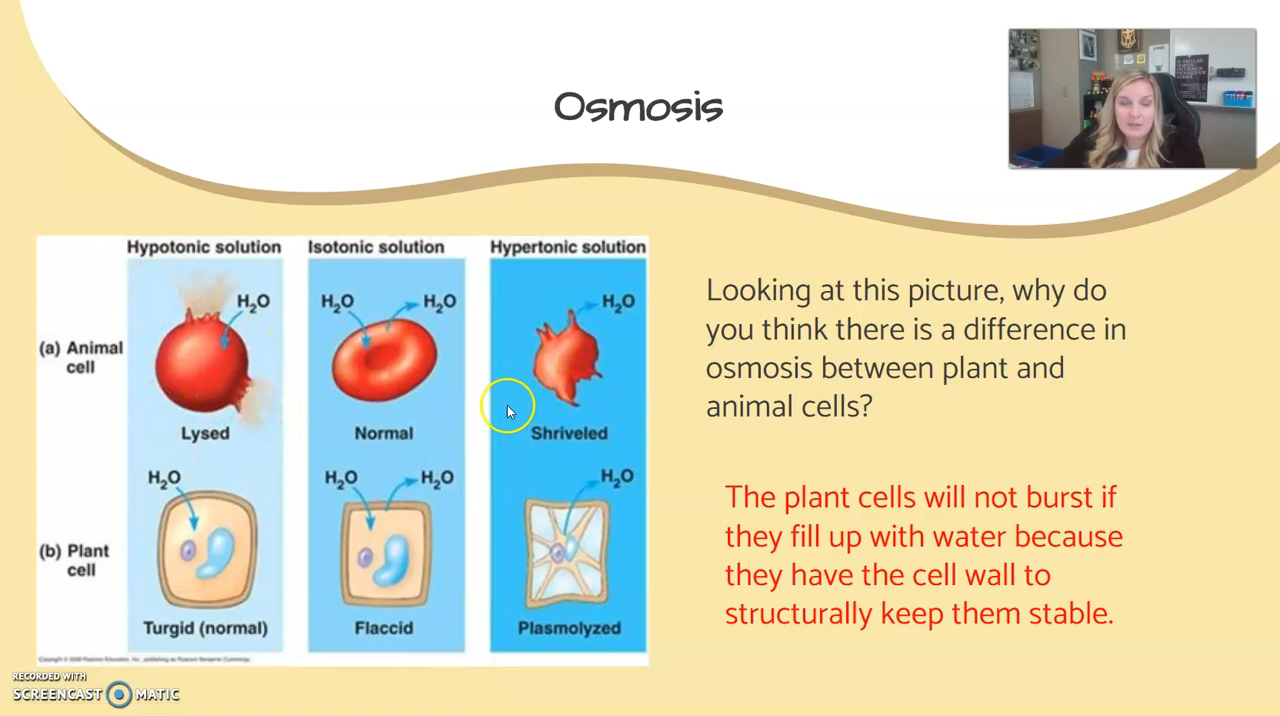 Osmosis
Hypotonic solution
Isotonic solution
Hypertonic solution
(a) Animal
cell
H₂O
H₂O
H₂O
H₂O
Lysed
Normal
Shriveled
(b) Plant
cell
H₂O
H₂O
H₂O
H₂O
Turgid (normal)
Flaccid
Plasmolyzed
Looking at this picture, why do
you think there is a difference in
osmosis between plant and
animal cells?
The plant cells will not burst if
they fill up with water because
they have the cell wall to
structurally keep them stable.
RECORDED WITH
SCREENCAST MATIC